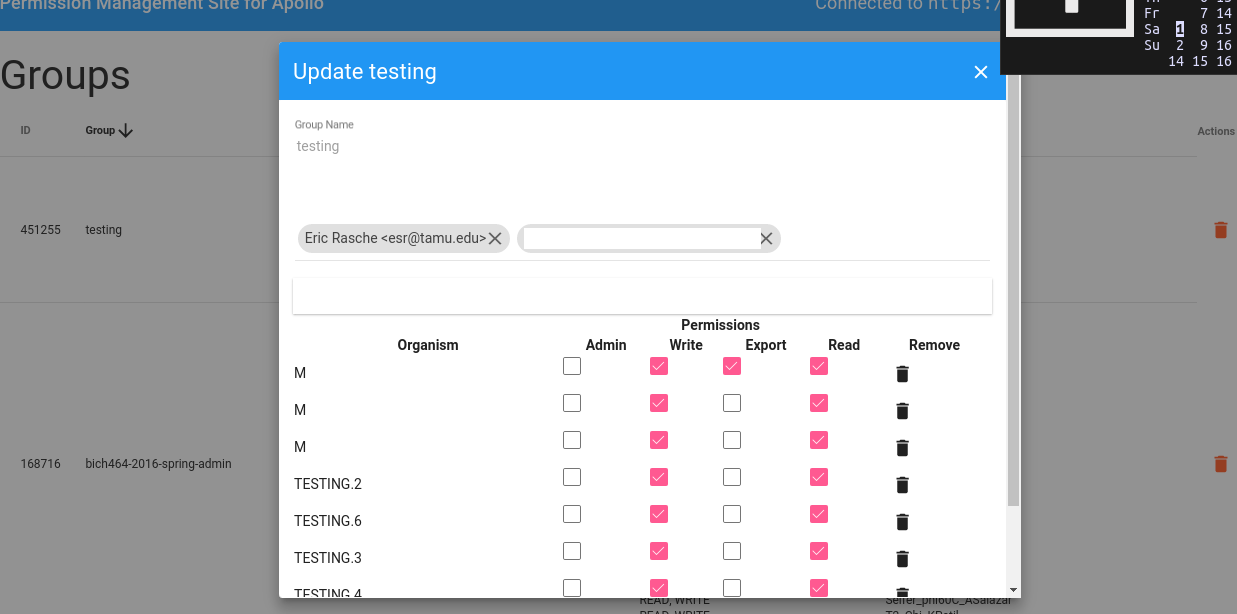 Permission Management Site for Apollo
Connected to https:/
Fr 7 14
Sa 1 8 15
Su 2 9 16
14 15 16
Groups
ID Group Actions
451255 testing
168716 bich464-2016-spring-admin
Update testing
Group Name
testing
Eric Rasche <esr@tamu.edu>
Permissions
Organism Admin Write Export Read Remove
M
M
M
TESTING.2
TESTING.6
TESTING.3
TESTING.4
READ, WRITE